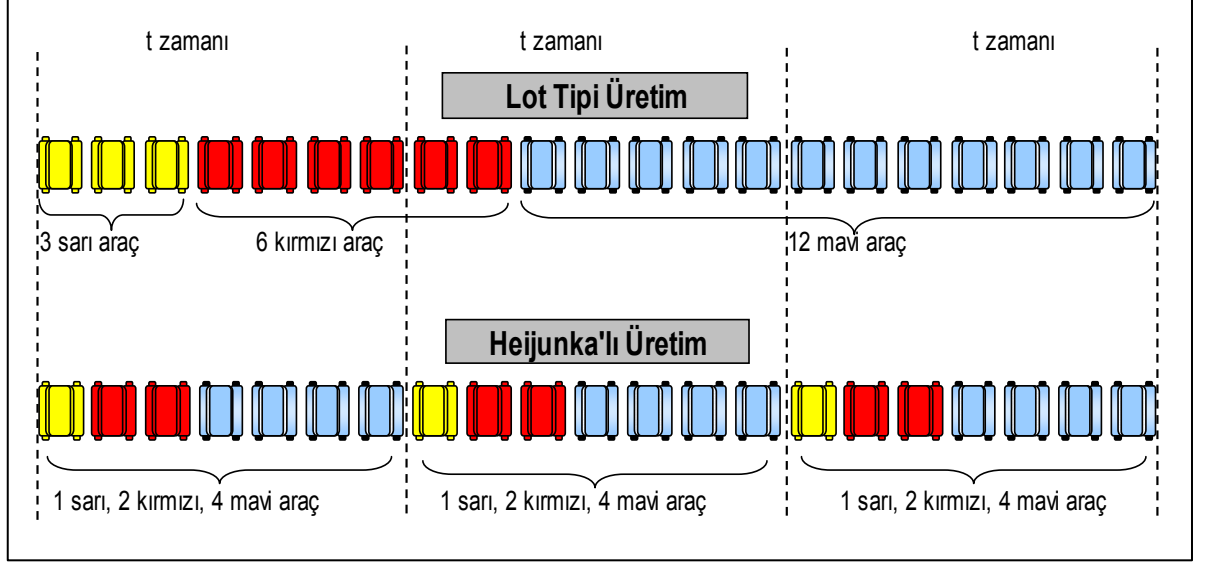 t zamanı t zamanı t zamanı
Lot Tipi Üretim
3 sarı araç 6 kırmızı araç 12 mavi araç
Heijunka'lı Üretim
1 sarı, 2 kırmızı, 4 mavi araç 1 sarı, 2 kırmızı, 4 mavi araç 1 sarı, 2 kırmızı, 4 mavi araç